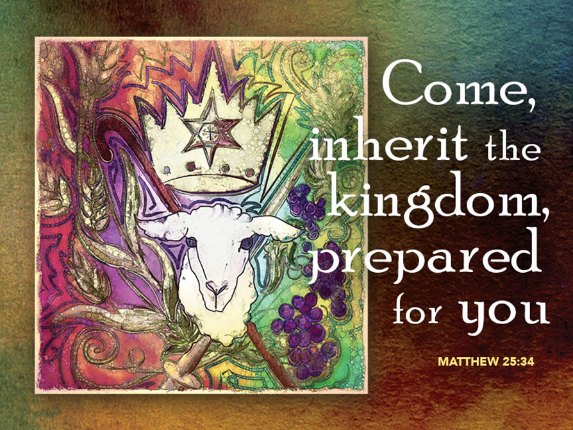 Come,
inherit the
kingdom,
prepared
for you
MATTHEW 25:34